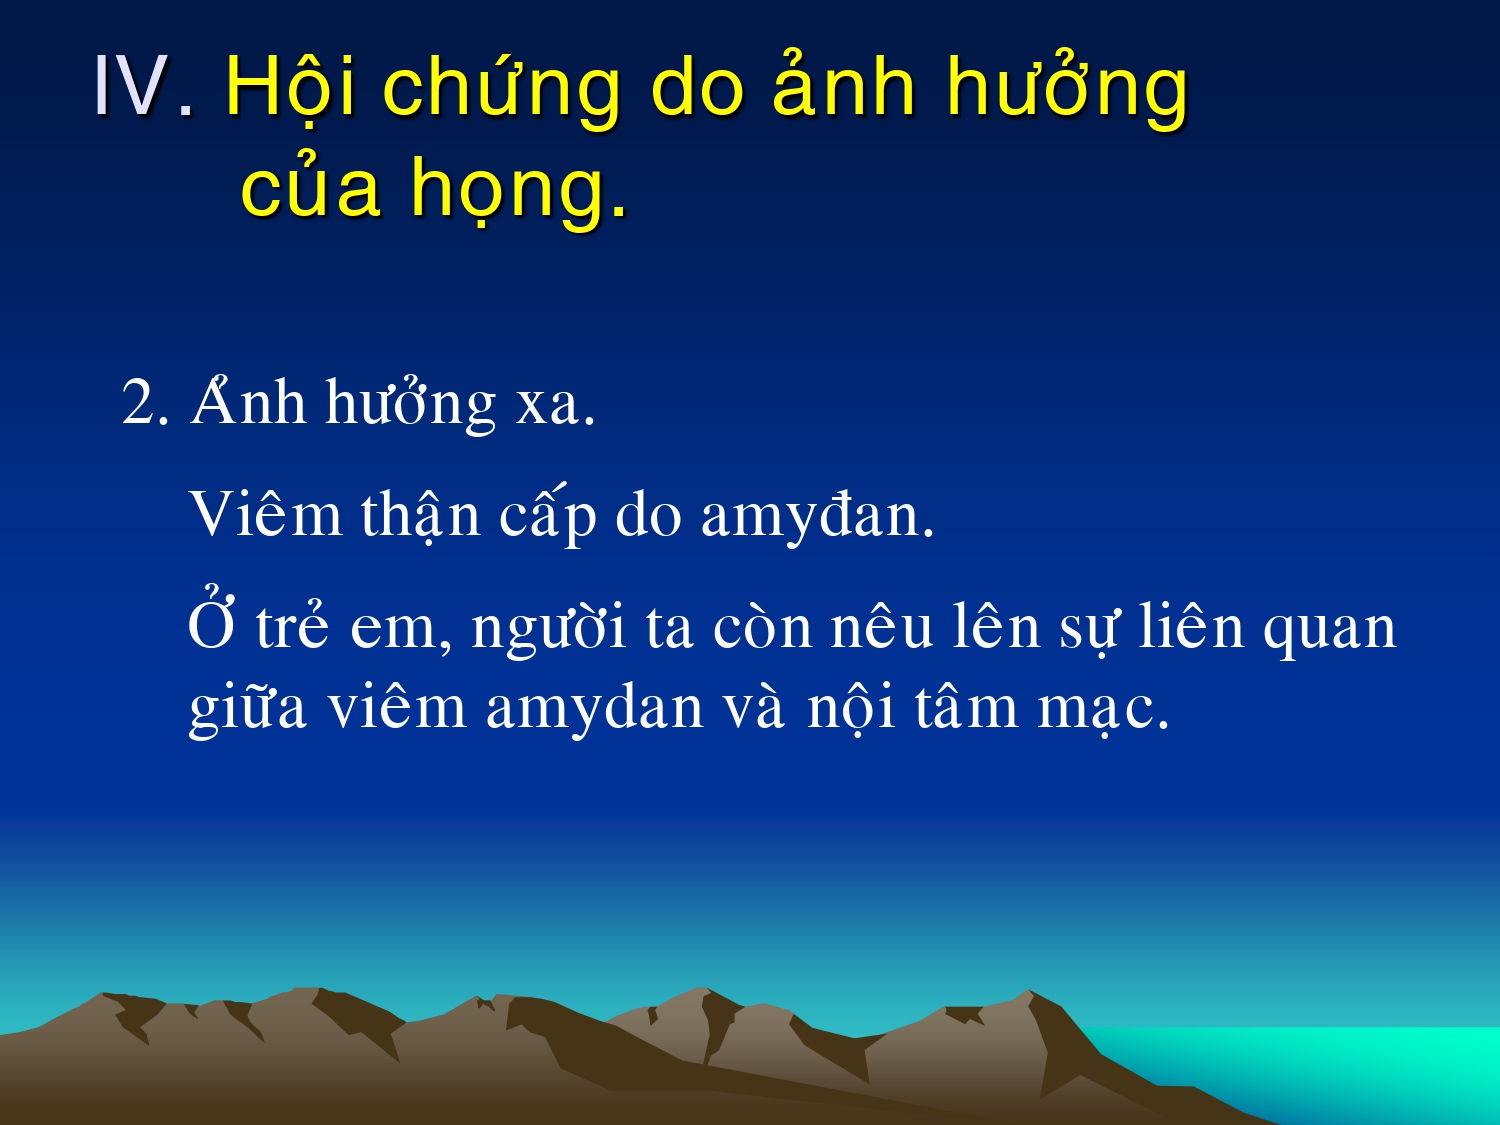 IV. Hội chứng do ảnh hưởng
của họng.
2. Ảnh hưởng xa.
Viêm thận cấp do amyđan.
Ở trẻ em, người ta còn nêu lên sự liên quan
giữa viêm amydan và nội tâm mạc.